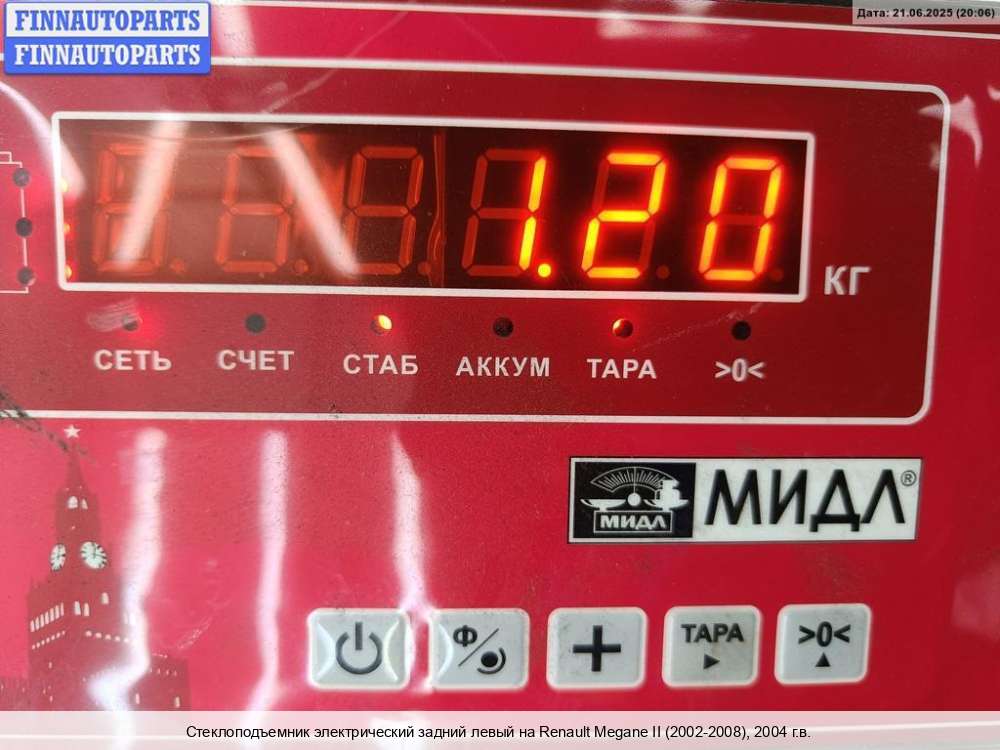 FINNAUTOPARTS
FINNAUTOPARTS
Дата: 21.06.2025 (20:06)
1.20
КГ
СЕТЬ СЧЕТ СТАБ АККУМ ТАРА >0<
МИДЛ МИДЛ®
Ф + ТАРА >0<
Стеклоподъемник электрический задний левый на Renault Megane II (2002-2008), 2004 г.в.